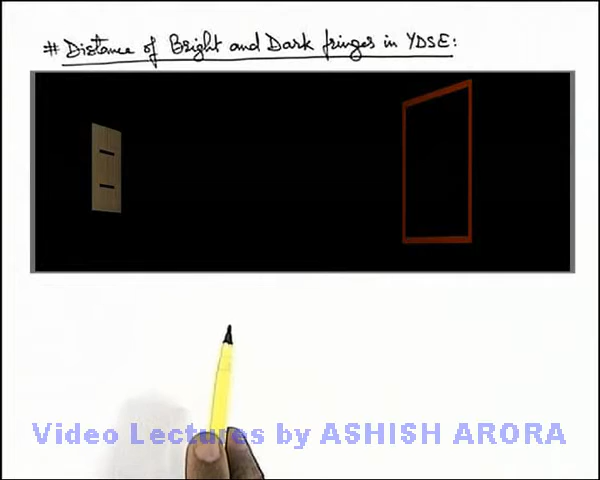 # Distance of Bright and Dark fringes in YDSE:
Video Lectures by ASHISH ARORA